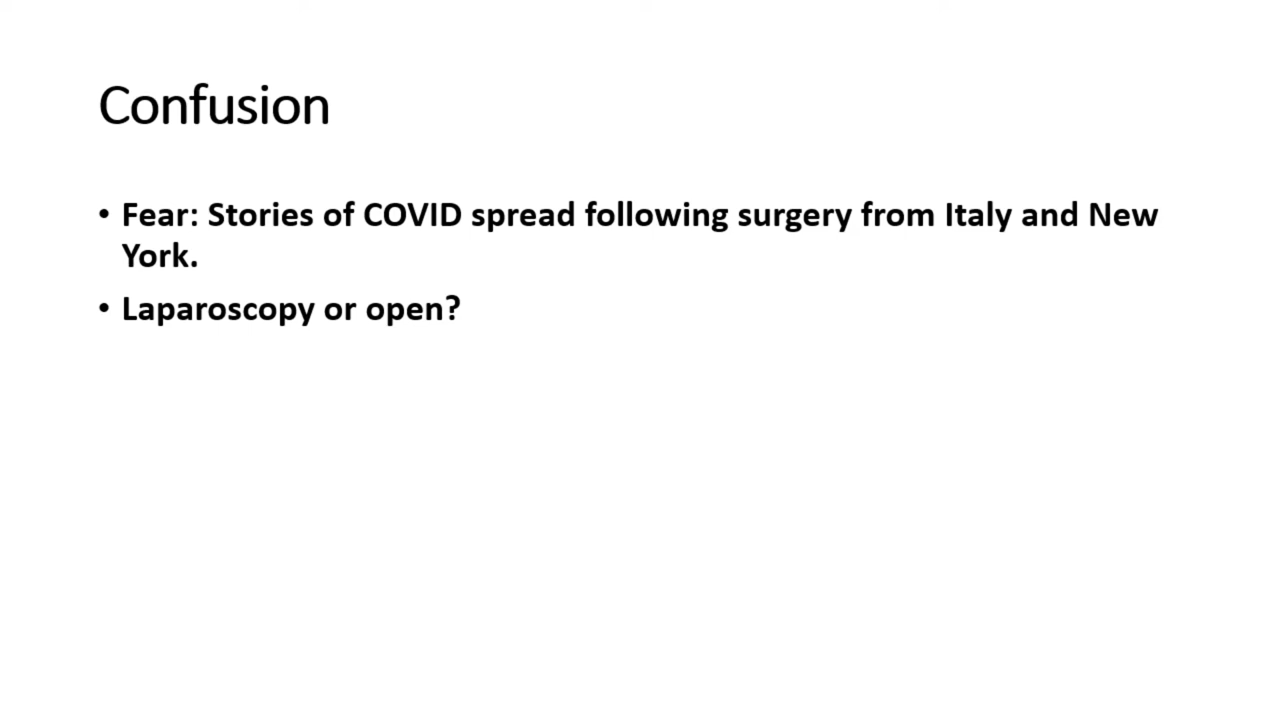 Confusion
• Fear: Stories of COVID spread following surgery from Italy and New
York.
• Laparoscopy or open?